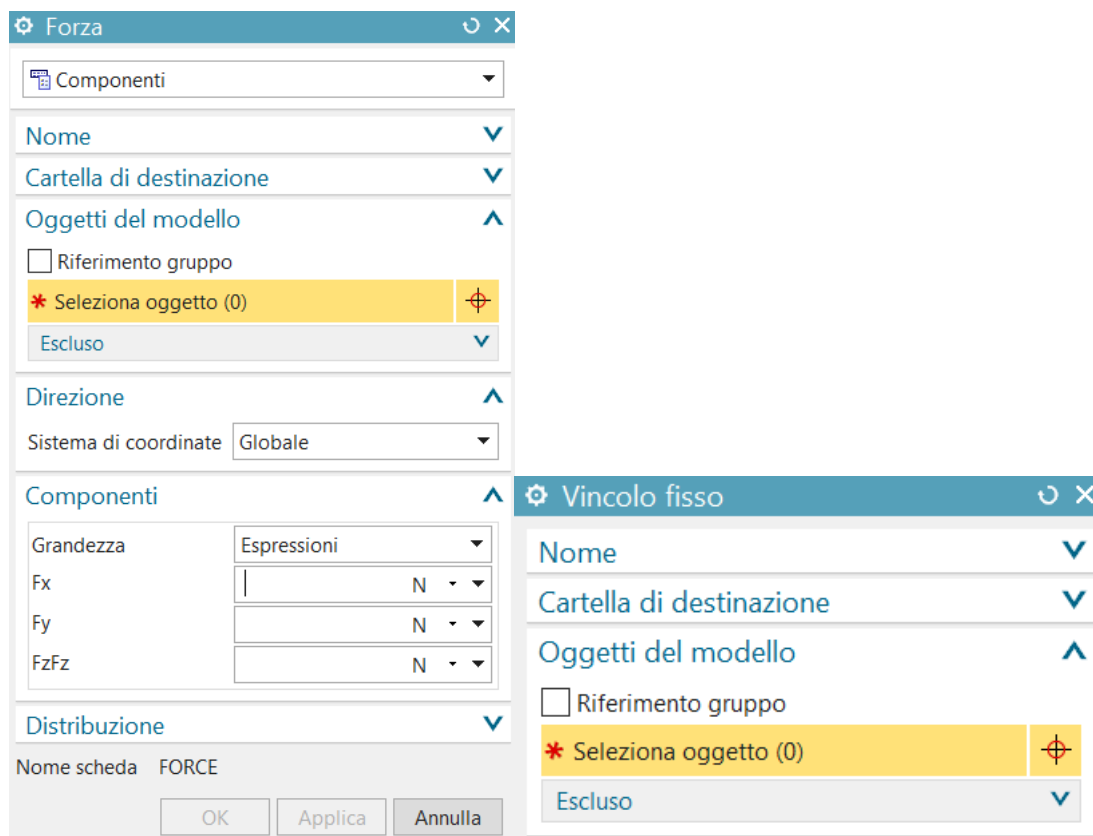 Forza
Componenti
Nome
Cartella di destinazione
Oggetti del modello
Riferimento gruppo
* Seleziona oggetto (0)
Escluso
Direzione
Sistema di coordinate Globale
Componenti
Grandezza Espressioni
Fx N
Fy N
FzFz N
Distribuzione
Nome scheda FORCE
OK Applica Annulla
Vincolo fisso
Nome
Cartella di destinazione
Oggetti del modello
Riferimento gruppo
* Seleziona oggetto (0)
Escluso